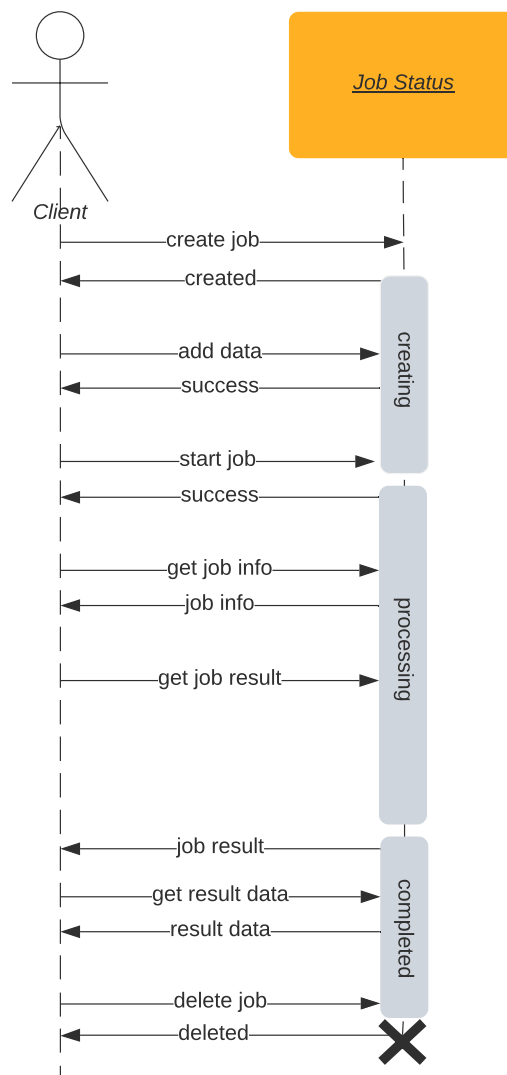 Job Status
Client
create job
created
add data
success
creating
start job
success
get job info
job info
processing
get job result
job result
get result data
result data
completed
delete job
deleted